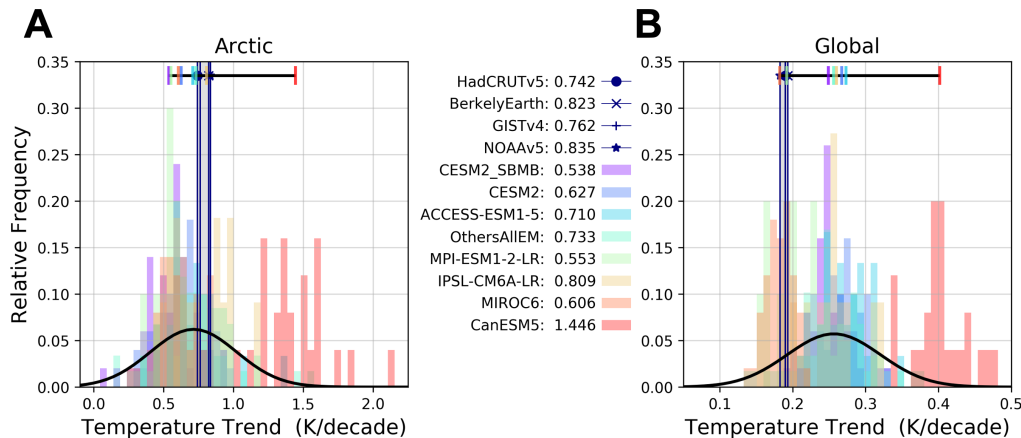 A
B
Arctic
Global
0.35
0.30
0.25
0.20
0.15
0.10
0.05
0.00
Relative Frequency
0.0
0.5
1.0
1.5
2.0
Temperature Trend (K/decade)
HadCRUTv5: 0.742
BerkelyEarth: 0.823
GISTv4: 0.762
NOAAv5: 0.835
CESM2_SBMB: 0.538
CESM2: 0.627
ACCESS-ESM1-5: 0.710
OthersAllEM: 0.733
MPI-ESM1-2-LR: 0.553
IPSL-CM6A-LR: 0.809
MIROC6: 0.606
CanESM5: 1.446
0.35
0.30
0.25
0.20
0.15
0.10
0.05
0.00
0.1
0.2
0.3
0.4
0.5
Temperature Trend (K/decade)